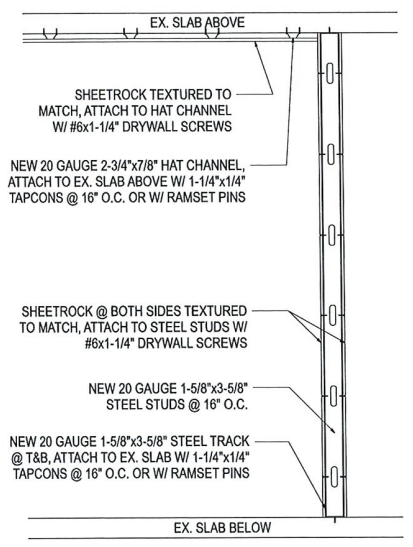 EX. SLAB ABOVE
SHEETROCK TEXTURED TO
MATCH, ATTACH TO HAT CHANNEL
W/ #6x1-1/4" DRYWALL SCREWS
NEW 20 GAUGE 2-3/4"x7/8" HAT CHANNEL,
ATTACH TO EX. SLAB ABOVE W/ 1-1/4"x1/4"
TAPCONS @ 16" O.C. OR W/ RAMSET PINS
SHEETROCK @ BOTH SIDES TEXTURED
TO MATCH, ATTACH TO STEEL STUDS W/
#6x1-1/4" DRYWALL SCREWS
NEW 20 GAUGE 1-5/8"x3-5/8"
STEEL STUDS @ 16" O.C.
NEW 20 GAUGE 1-5/8"x3-5/8" STEEL TRACK
@ T&B, ATTACH TO EX. SLAB W/ 1-1/4"x1/4"
TAPCONS @ 16" O.C. OR W/ RAMSET PINS
EX. SLAB BELOW